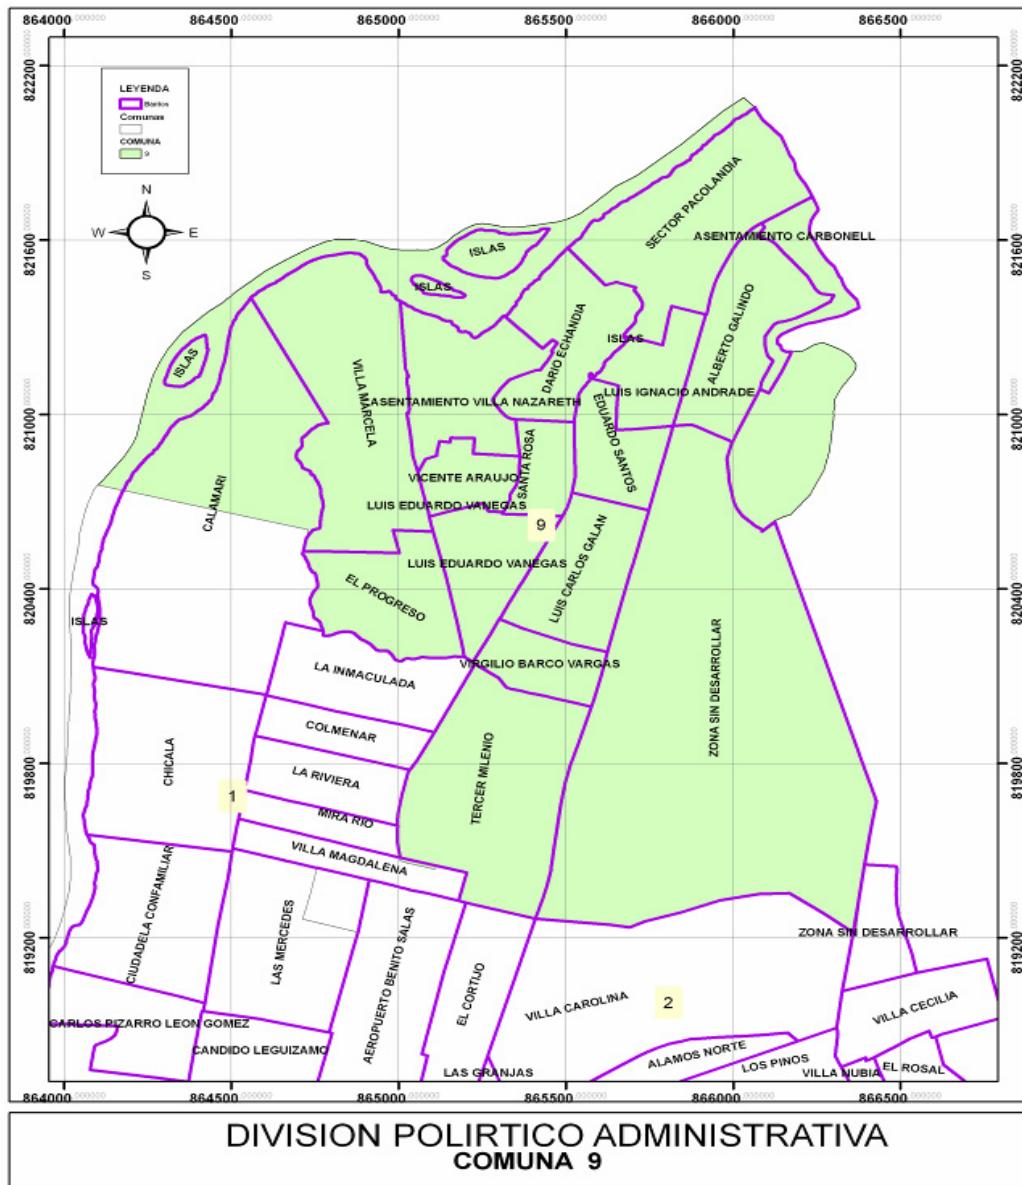 864000.000000 864500.000000 865000.000000 865500.000000 866000.000000 866500.000000
822200
822200
LEYENDA
Barrios
Comunas
COMUNA
9
N
W E
S
SECTOR PACOLANDIA
ASENTAMIENTO CARBONELL
821600
821600
ISLAS
ISLAS
ISLAS
ISLAS
ALBERTO GALINDO
DARIO ECHANDIA
VILLA MARCELA
LUIS IGNACIO ANDRADE
ASENTAMIENTO VILLA NAZARETH
EDUARDO SANTOS
821000
821000
SANTA ROSA
VICENTE ARAUJO
CALAMARI
LUIS EDUARDO VANEGAS
9
LUIS CARLOS GALAN
LUIS EDUARDO VANEGAS
EL PROGRESO
820400
820400
ISLAS
VIRGILIO BARCO VARGAS
ZONA SIN DESARROLLAR
LA INMACULADA
COLMENAR
CHICALA
LA RIVIERA
TERCER MILENIO
819800
819800
1
MIRA RIO
VILLA MAGDALENA
CIUDADELA CONFAMILIAR
LAS MERCEDES
AEROPUERTO BENITO SALAS
819200
819200
ZONA SIN DESARROLLAR
EL CORTIJO
VILLA CAROLINA
2
VILLA CECILIA
CARLOS PIZARRO LEON GOMEZ
CANDIDO LEGUIZAMO
LAS GRANJAS
ALAMOS NORTE
LOS PINOS
VILLA NUBIA
EL ROSAL
864000 864500 865000 865500 866000 866500
DIVISION POLIRTICO ADMINISTRATIVA
COMUNA 9